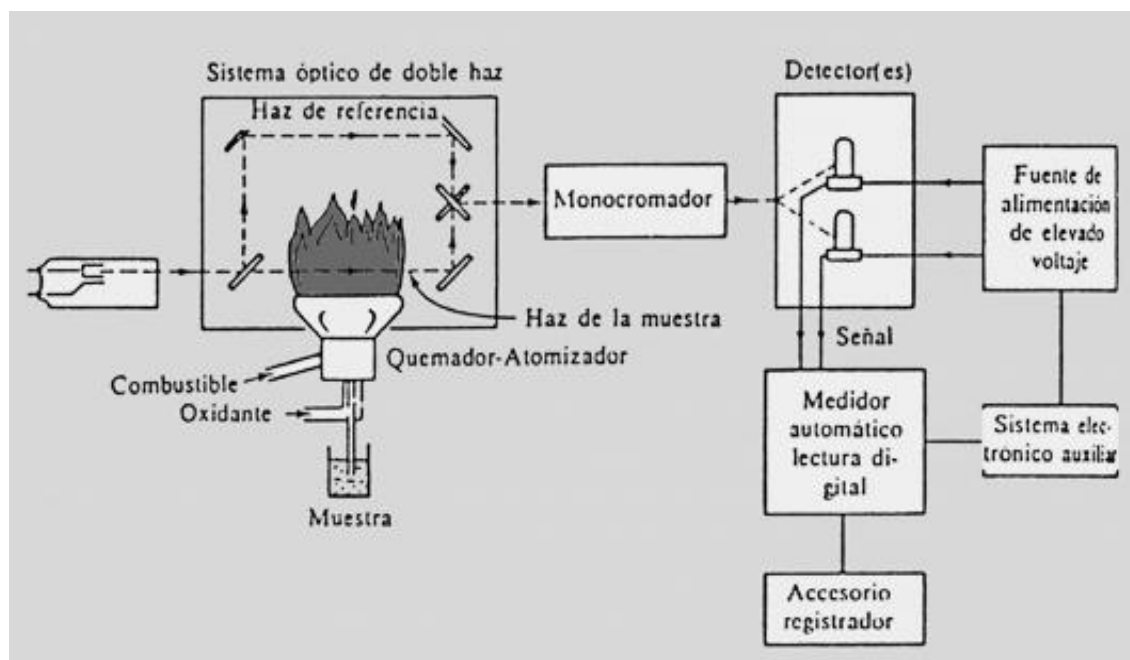 Sistema óptico de doble haz
Haz de referencia
Detector(es)
Monocromador
Fuente de
alimentación
de elevado
voltaje
Haz de la muestra
Señal
Quemador-Atomizador
Combustible
Oxidante
Muestra
Medidor
automático
lectura di-
gital
Sistema elec-
trónico auxiliar
Accesorio
registrador